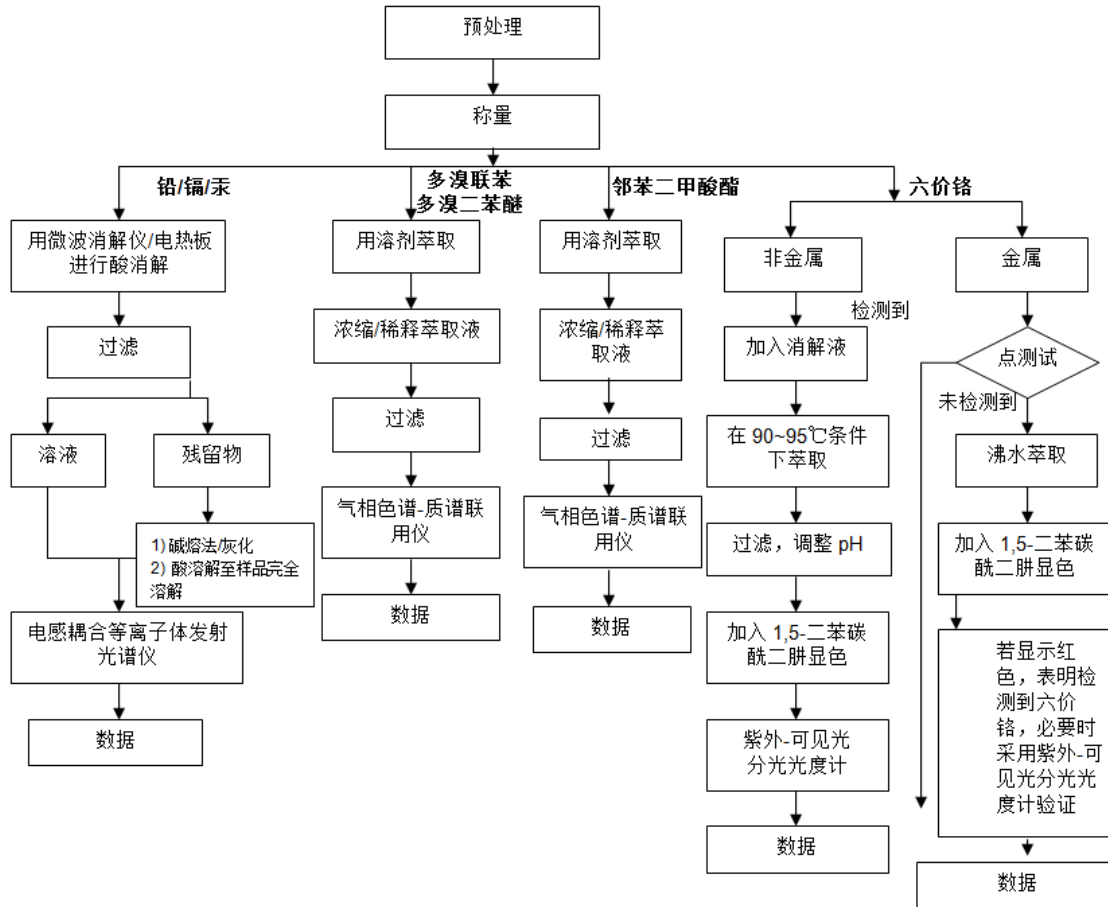 预处理
称量
铅/镉/汞
用微波消解仪/电热板
进行酸消解
过滤
溶液
残留物
1) 碱熔法/灰化
2) 酸溶解至样品完全
溶解
电感耦合等离子体发射
光谱仪
数据
多溴联苯
多溴二苯醚
用溶剂萃取
浓缩/稀释萃取液
过滤
气相色谱-质谱联
用仪
数据
邻苯二甲酸酯
用溶剂萃取
浓缩/稀释萃
取液
过滤
气相色谱-质谱联
用仪
数据
六价铬
非金属
加入消解液
在 90~95℃条件
下萃取
过滤，调整 pH
加入 1,5-二苯碳
酰二肼显色
紫外-可见光
分光光度计
数据
金属
检测到
点测试
未检测到
沸水萃取
加入 1,5-二苯碳
酰二肼显色
若显示红
色，表明检
测到六价
铬，必要时
采用紫外-可
见光分光光
度计验证
数据